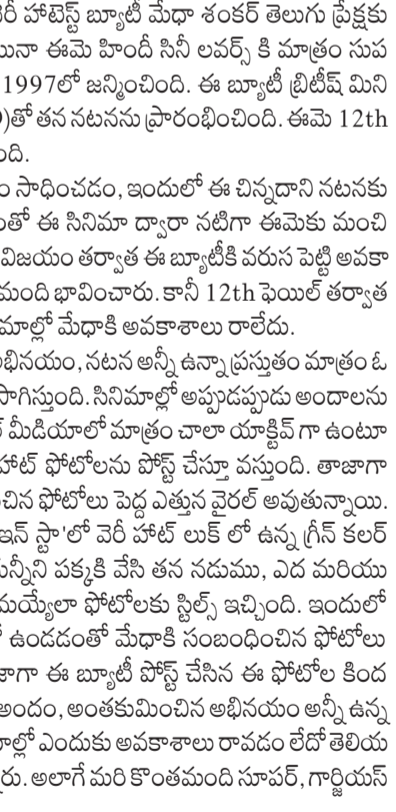 హాటెస్ట్ బ్యూటీ మేధా శంకర్ తెలుగు ప్రేక్షకు
ఈమె హిందీ సినీ లవర్స్ కి మాత్రం సుప
1997లో జన్మించింది. ఈ బ్యూటీ బ్రిటీష్ మిని
)తో తన నటనను ప్రారంభించింది. ఈమె 12th
సాధించడం, ఇందులో ఈ చిన్నదాని నటనకు
ఈ సినిమా ద్వారా నటిగా ఈమెకు మంచి
విజయం తర్వాత ఈ బ్యూటీకి వరుస పెట్టి అవకా
మంది భావించారు. కానీ 12th ఫెయిల్ తర్వాత
మాల్లో మేధాకి అవకాశాలు రాలేదు.
భినయం, నటన అన్నీ ఉన్నా ప్రస్తుతం మాత్రం ఓ
సాగిస్తుంది. సినిమాల్లో అప్పుడప్పుడు అందాలను
మీడియాలో మాత్రం చాలా యాక్టివ్ గా ఉంటూ
హాట్ ఫోటోలను పోస్ట్ చేస్తూ వస్తుంది. తాజాగా
చిన ఫోటోలు పెద్ద ఎత్తున వైరల్ అవుతున్నాయి.
ఇన్ స్టా'లో వెరీ హాట్ లుక్ లో ఉన్న గ్రీన్ కలర్
న్నీని పక్కకి వేసి తన నడుము, ఎద మరియు
మయ్యేలా ఫోటోలకు స్టిల్స్ ఇచ్చింది. ఇందులో
ఉండడంతో మేధాకి సంబంధించిన ఫోటోలు
జాగా ఈ బ్యూటీ పోస్ట్ చేసిన ఈ ఫోటోల కింద
అందం, అంతకుమించిన అభినయం అన్నీ ఉన్న
ల్లో ఎందుకు అవకాశాలు రావడం లేదో తెలియ
రు. అలాగే మరి కొంతమంది సూపర్, గార్జియస్